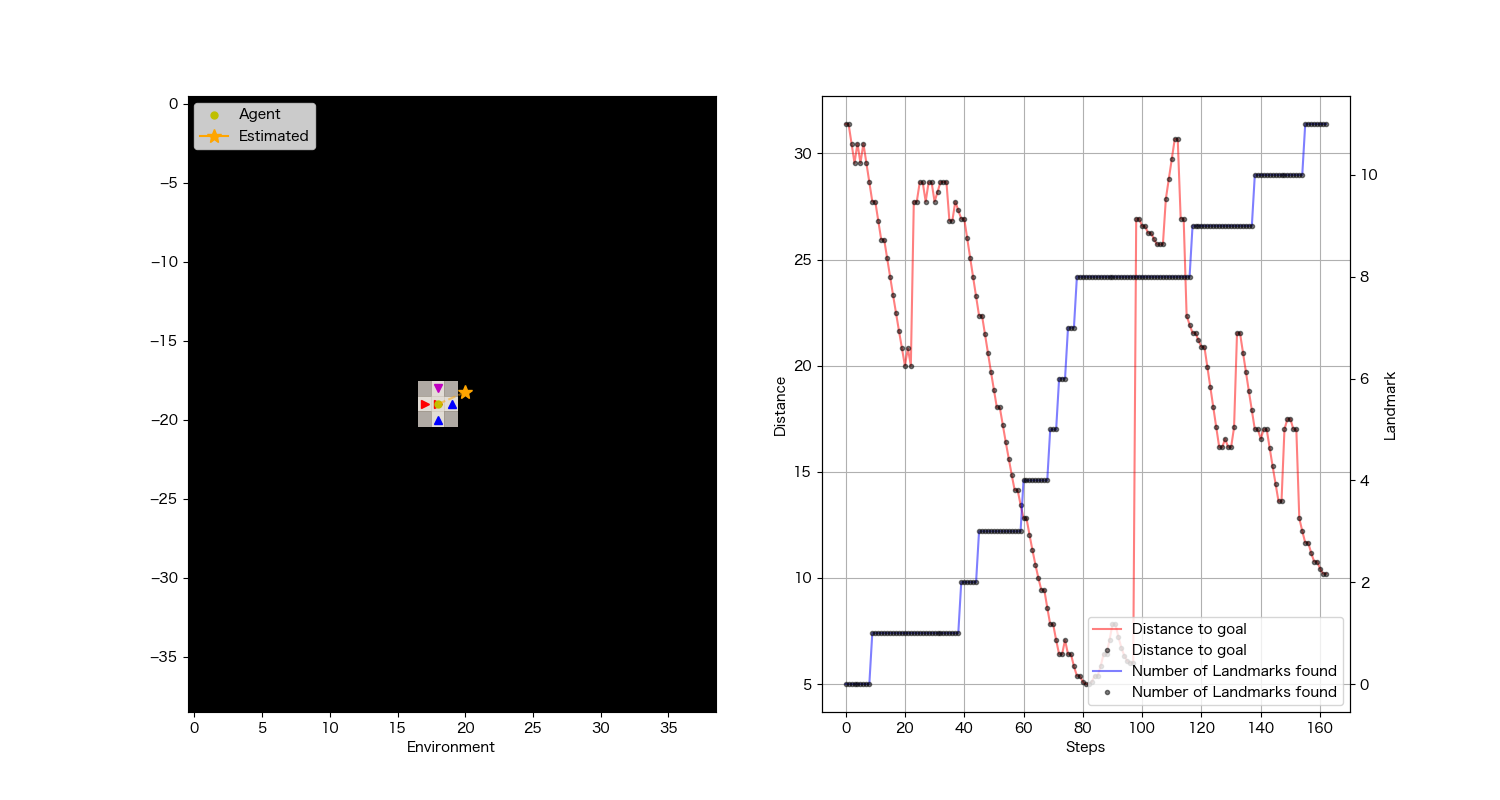 Agent
Estimated
0
−5
−10
−15
−20
−25
−30
−35
0 5 10 15 20 25 30 35
Environment
Distance
30
25
20
15
10
5
0 20 40 60 80 100 120 140 160
Steps
10
8
6
4
2
0
Landmark
Distance to goal
Distance to goal
Number of Landmarks found
Number of Landmarks found